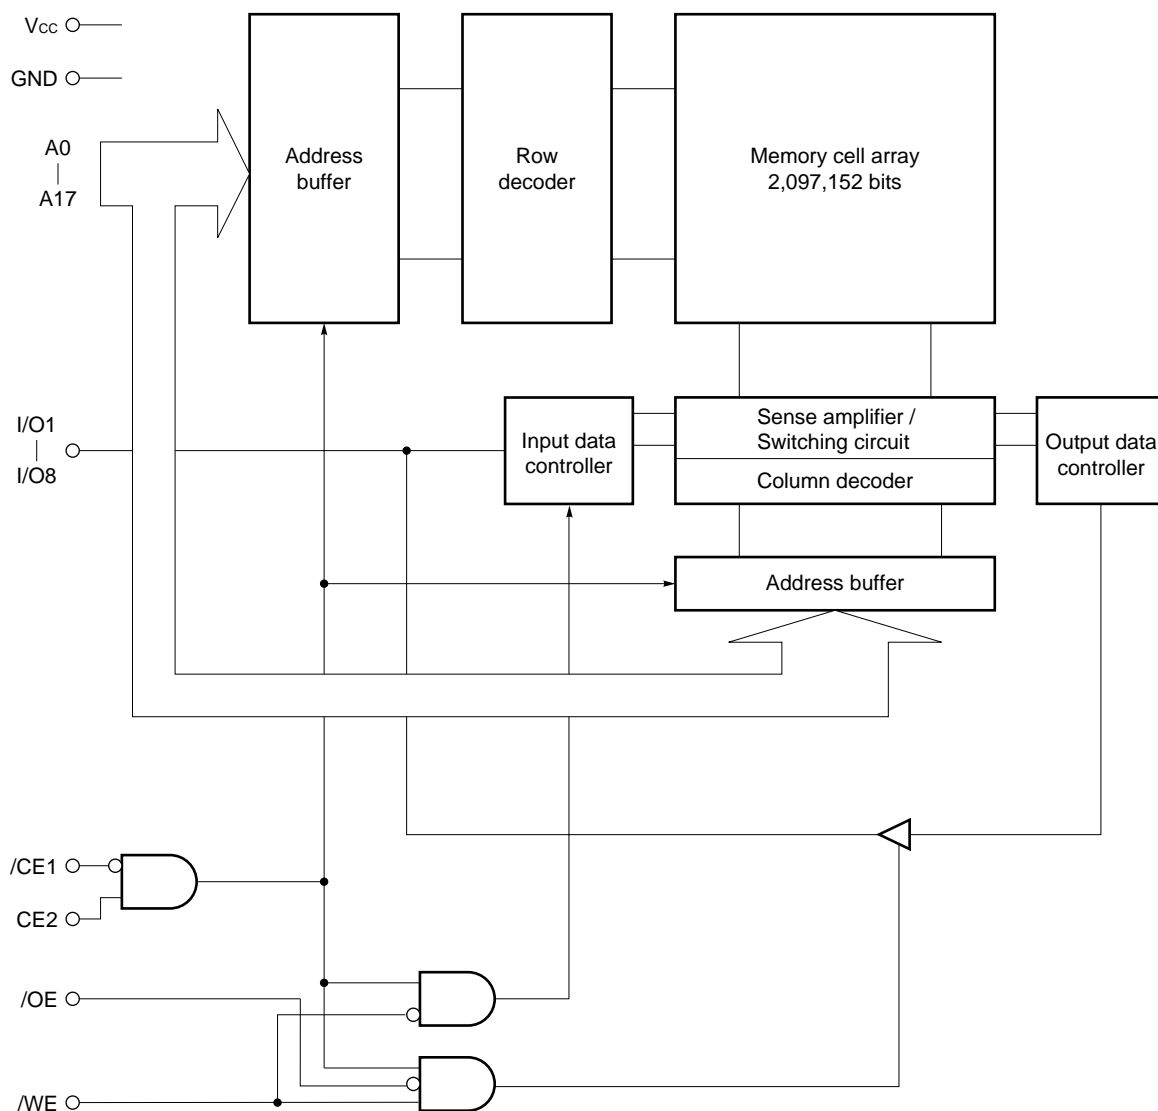 Vcc
GND
A0
A17
Address
buffer
Row
decoder
Memory cell array
2,097,152 bits
I/O1
I/O8
Input data
controller
Sense amplifier /
Switching circuit
Column decoder
Output data
controller
Address buffer
/CE1
CE2
/OE
/WE